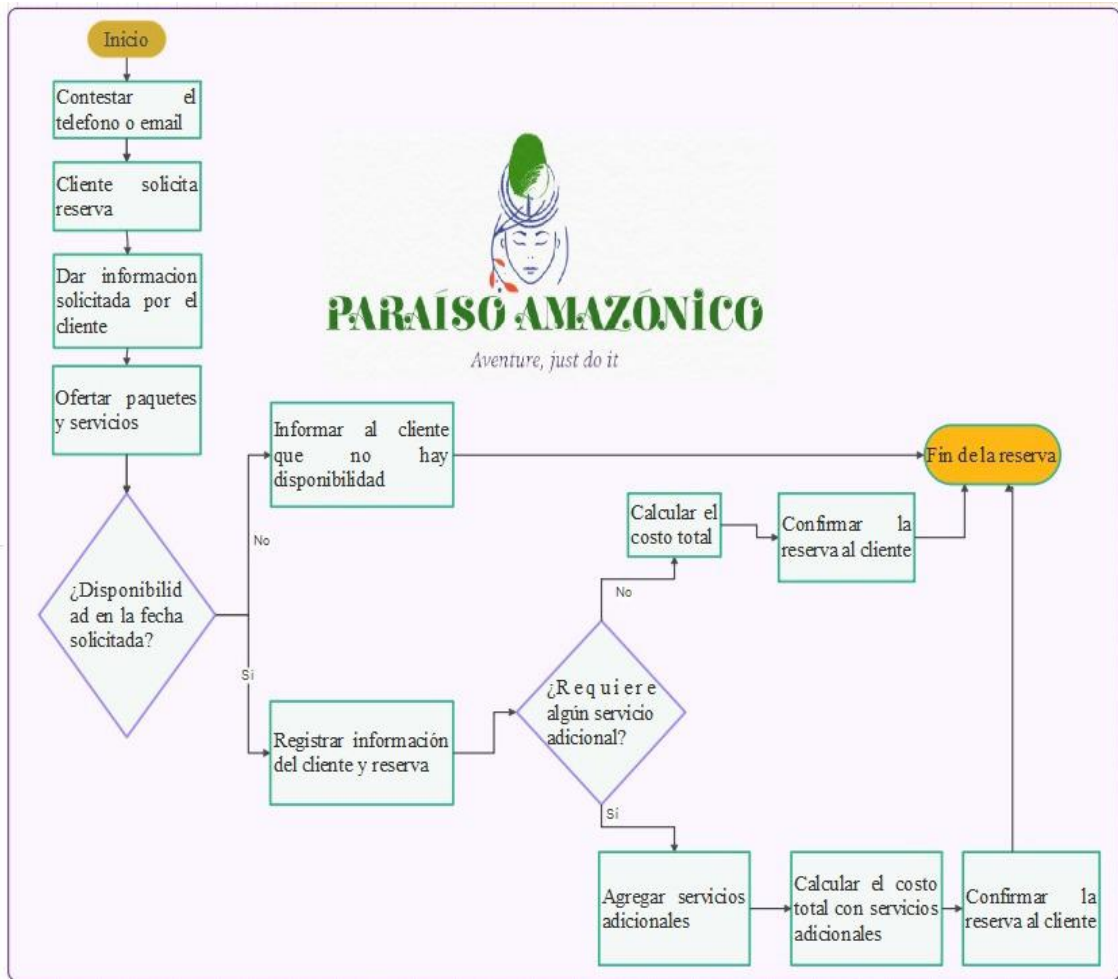 Inicio
Contestar el
telefono o email
Cliente solicita
reserva
Dar informacion
solicitada por el
cliente
Ofertar paquetes
y servicios
¿Disponibilid
ad en la fecha
solicitada?
PARAÍSO AMAZÓNICO
Aventure, just do it
No
Informar al cliente
que no hay
disponibilidad
Sí
Registrar información
del cliente y reserva
¿Requiere
algún servicio
adicional?
No
Calcular el
costo total
Confirmar la
reserva al cliente
Fin de la reserva
Sí
Agregar servicios
adicionales
Calcular el costo
total con servicios
adicionales
Confirmar la
reserva al cliente